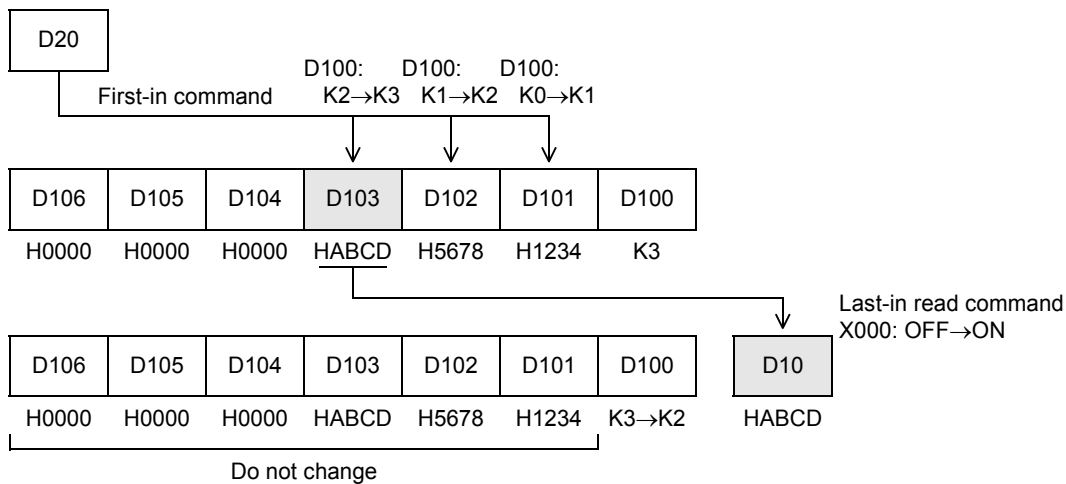 D20
D100: D100: D100:
First-in command K2→K3 K1→K2 K0→K1
D106 D105 D104 D103 D102 D101 D100
H0000 H0000 H0000 HABCD H5678 H1234 K3
Last-in read command
X000: OFF→ON
D106 D105 D104 D103 D102 D101 D100 D10
H0000 H0000 H0000 HABCD H5678 H1234 K3→K2 HABCD
Do not change